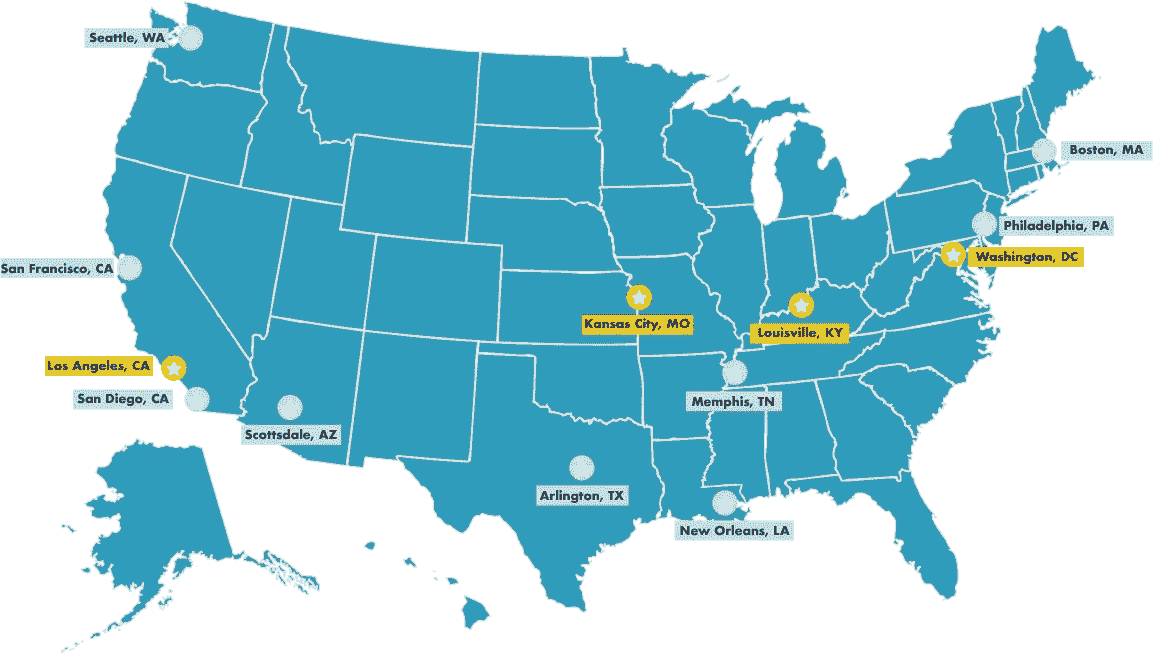 Seattle, WA
Boston, MA
Philadelphia, PA
Washington, DC
San Francisco, CA
Kansas City, MO
Louisville, KY
Los Angeles, CA
San Diego, CA
Memphis, TN
Scottsdale, AZ
Arlington, TX
New Orleans, LA